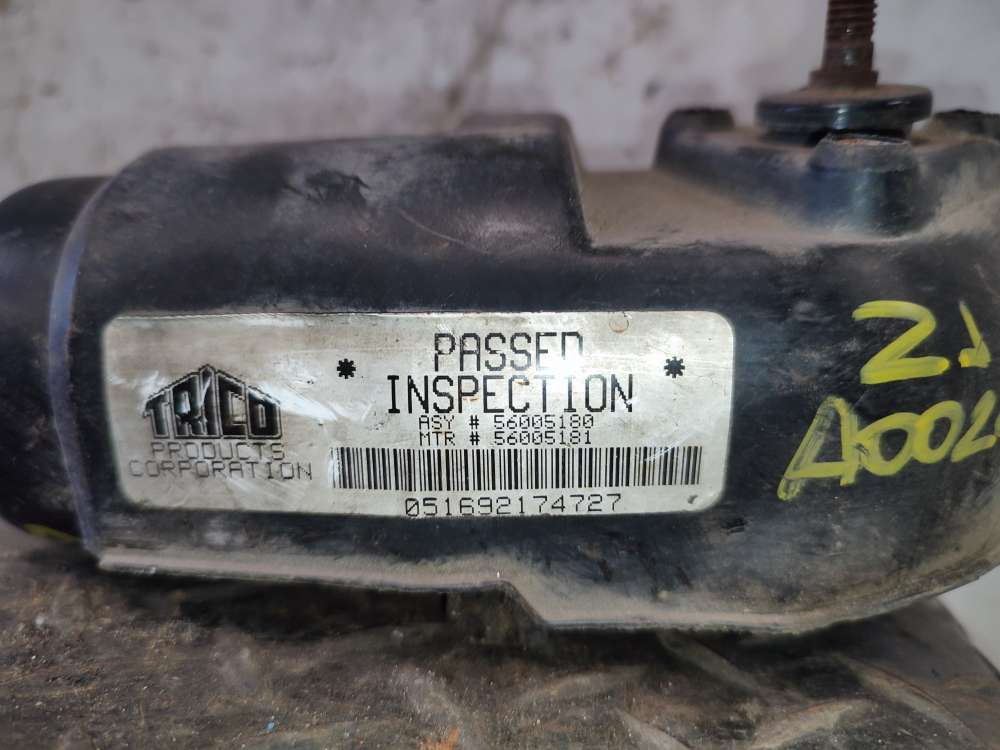 * PASSED *
INSPECTION
ASY # 56005180
MTR # 56005181
TRICO
PRODUCTS
CORPORATION
051692174727